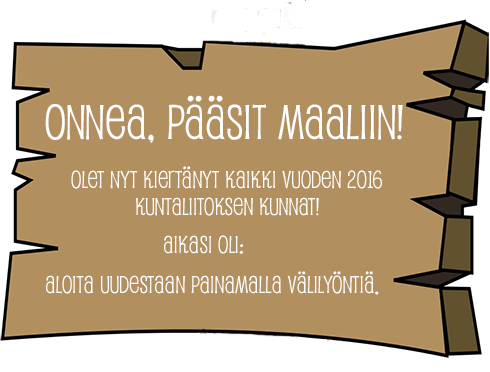 Onnea, pääsit maaliin!
Olet nyt kiertänyt kaikki vuoden 2016
kuntaliitoksen kunnat!
Aikasi oli:
Aloita uudestaan painamalla välilyöntiä.